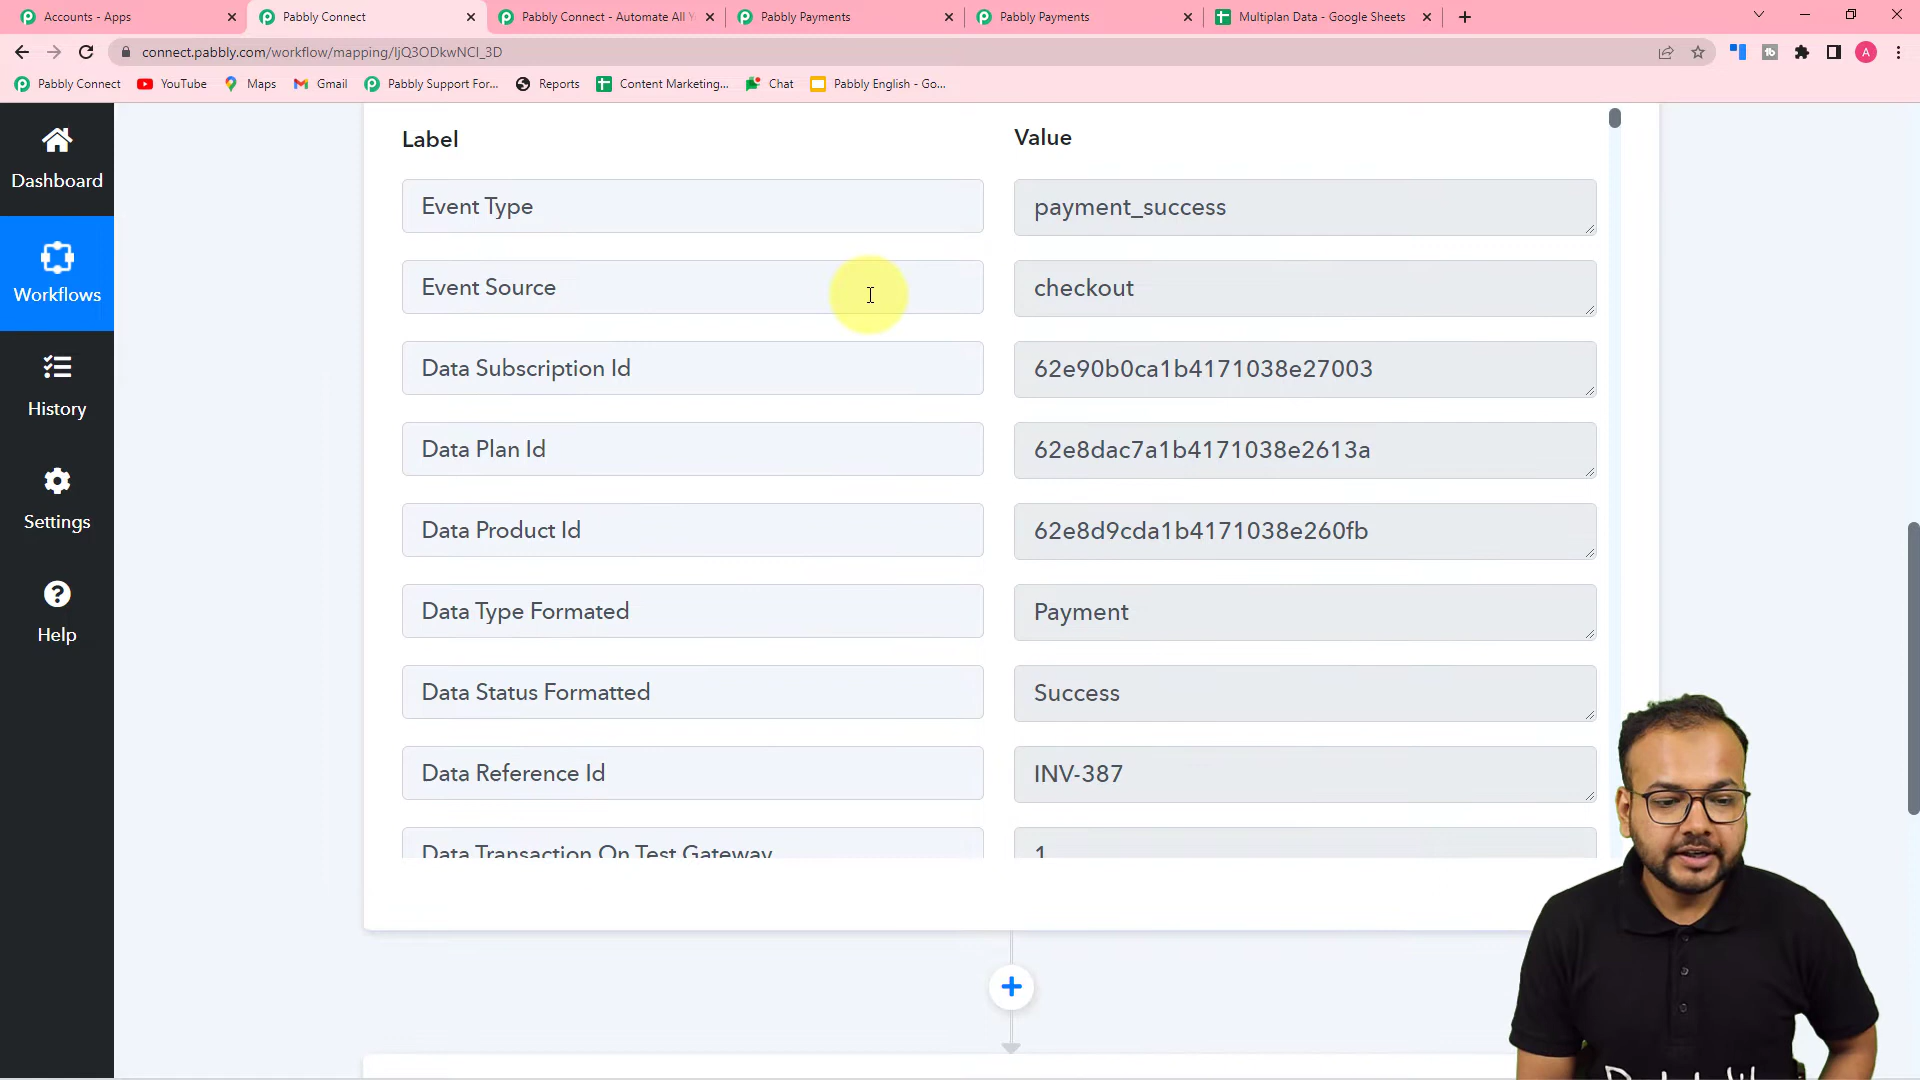 Accounts - Apps
Pabbly Connect
Pabbly Connect - Automate All Y
Pabbly Payments
Pabbly Payments
Multiplan Data - Google Sheets
connect.pabbly.com/workflow/mapping/IjQ3ODkwNCI_3D
A
Pabbly Connect
YouTube
Maps
Gmail
Pabbly Support For...
Reports
Content Marketing...
Chat
Pabbly English - Go...
Dashboard
Workflows
History
Settings
Help
Label Value
Event Type payment_success
Event Source checkout
Data Subscription Id 62e90b0ca1b4171038e27003
Data Plan Id 62e8dac7a1b4171038e2613a
Data Product Id 62e8d9cda1b4171038e260fb
Data Type Formated Payment
Data Status Formatted Success
Data Reference Id INV-387
Data Transaction On Test Gateway 1